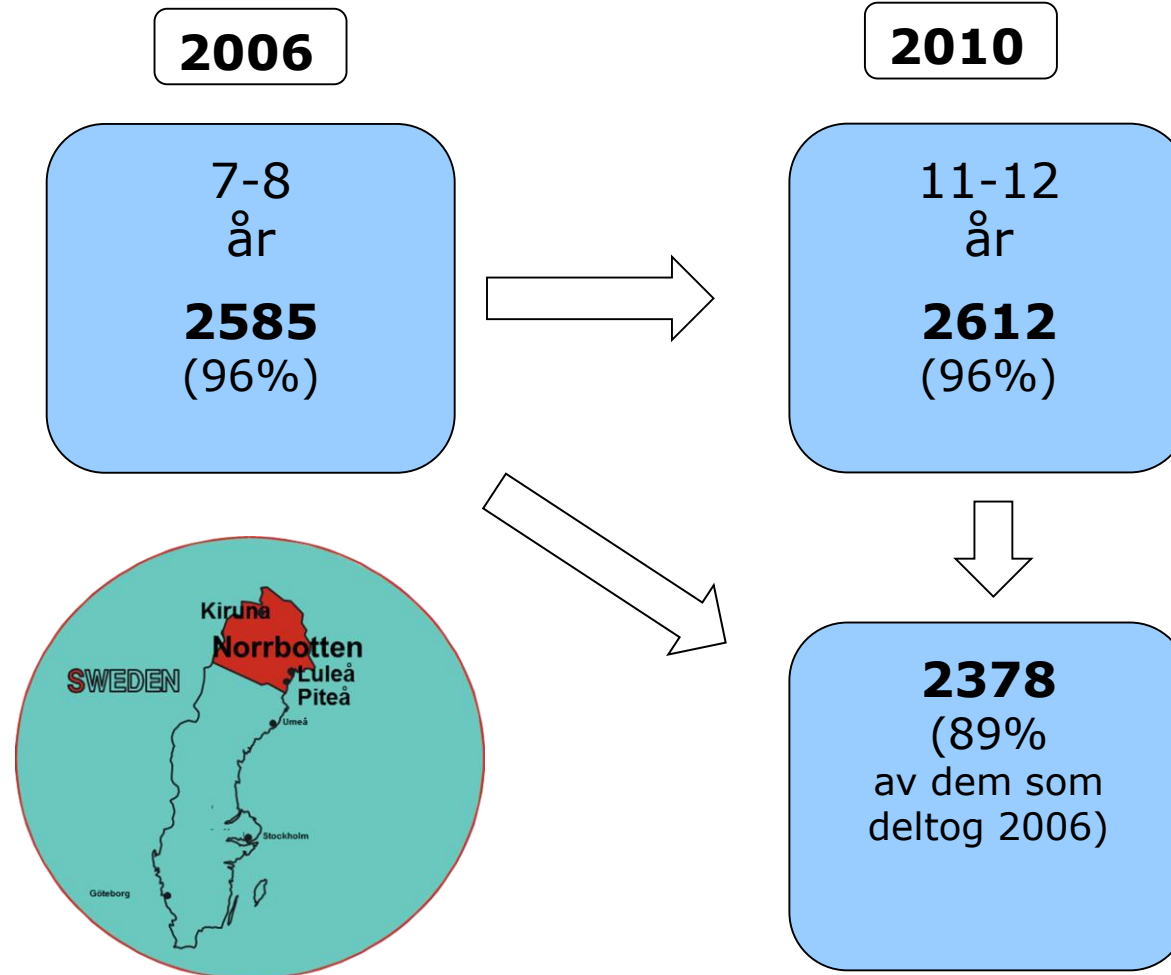 2006
2010
7-8
år
2585
(96%)
11-12
år
2612
(96%)
Kiruna
Norrbotten
SWEDEN
Luleå
Piteå
Umeå
Stockholm
Göteborg
2378
(89%
av dem som
deltog 2006)